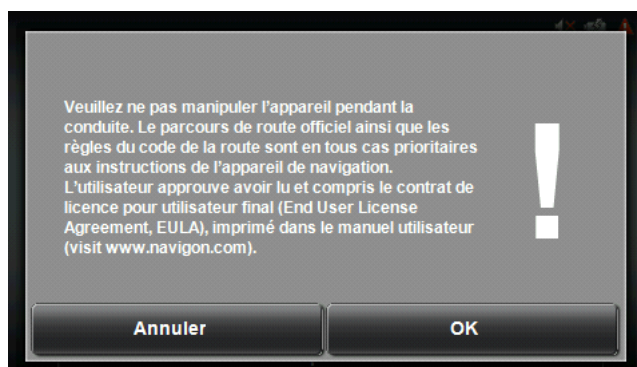 Veuillez ne pas manipuler l'appareil pendant la
conduite. Le parcours de route officiel ainsi que les
règles du code de la route sont en tous cas prioritaires
aux instructions de l'appareil de navigation.
L'utilisateur approuve avoir lu et compris le contrat de
licence pour utilisateur final (End User License
Agreement, EULA), imprimé dans le manuel utilisateur
(visit www.navigon.com).
!
Annuler
OK